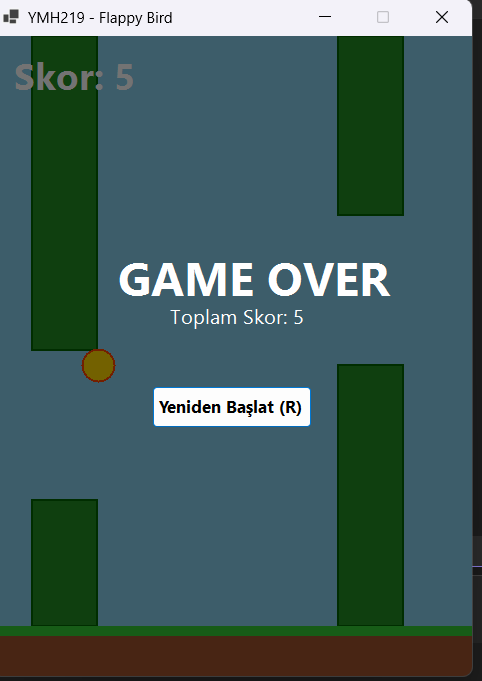 YMH219 - Flappy Bird
Skor: 5
GAME OVER
Toplam Skor: 5
Yeniden Başlat (R)